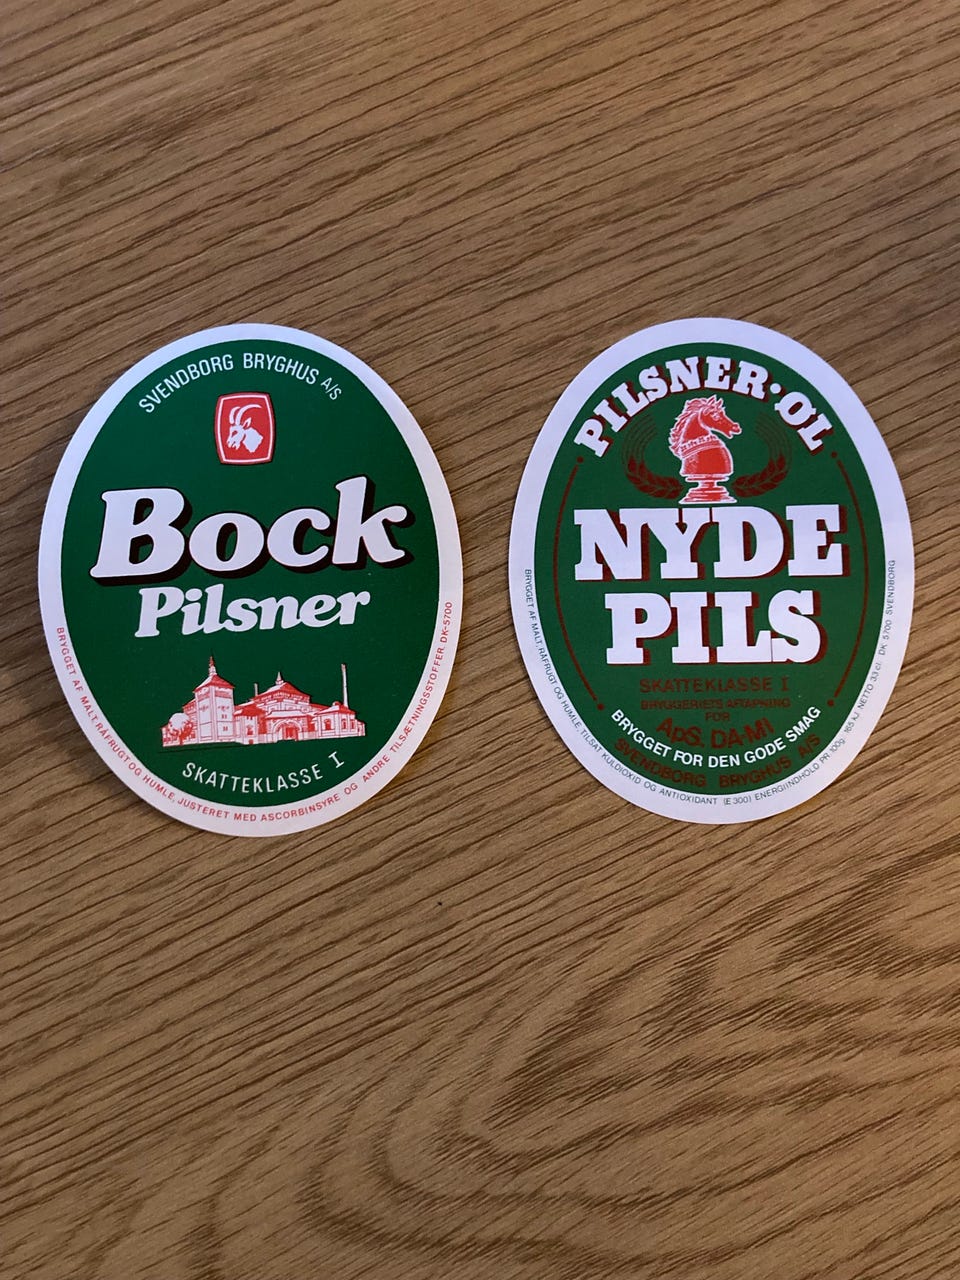 SVENDBORG BRYGHUS A/S
Bock
Pilsner
SKATTEKLASSE I
BRYGGET AF MALT, RÅFRUGT OG HUMLE, JUSTERET MED ASCORBINSYRE OG ANDRE TILSÆTNINGSSTOFFER. DK-5700
PILSNER·ØL
NYDE
PILS
SKATTEKLASSE I
BRYGGERIETS AFTAPNING
FOR
ApS. DA-MI
BRYGGET FOR DEN GODE SMAG
SVENDBORG BRYGHUS A/S
BRYGGET AF MALT, RÅFRUGT OG HUMLE, TILSAT KULDIOXID OG ANTIOXIDANT (E 300) ENERGIINDHOLD PR. 100g: 165 kJ NETTO 33 cl. DK 5700 SVENDBORG